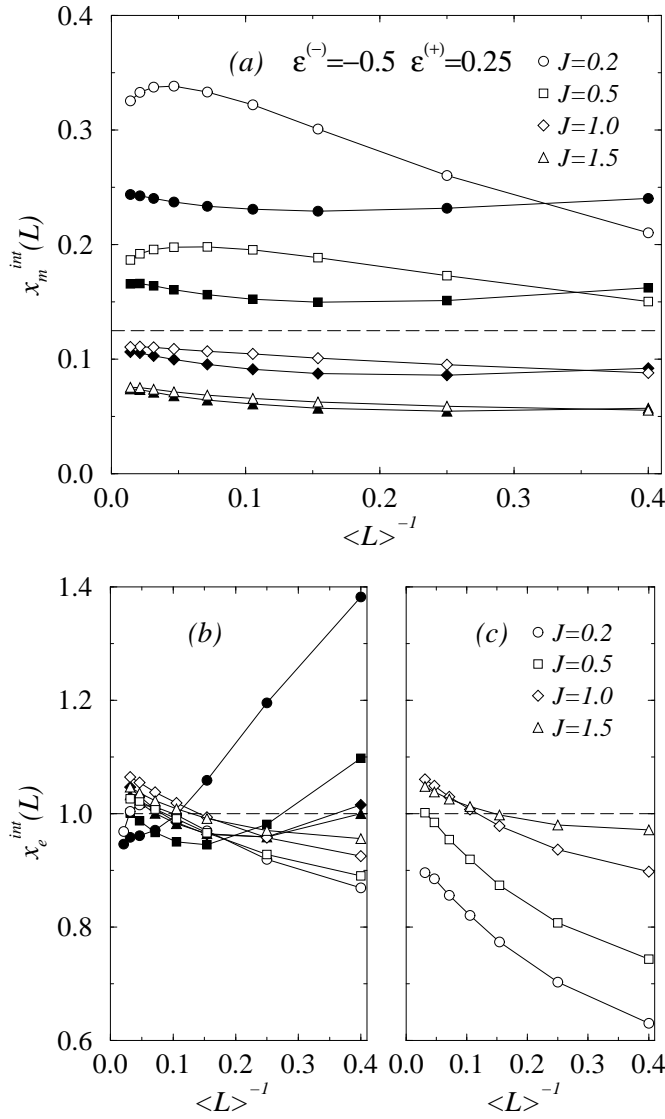 0.4
(a) ε(−)=−0.5 ε(+)=0.25
J=0.2
J=0.5
J=1.0
J=1.5
0.3
0.2
0.1
0.0
x_m^int(L)
0.0 0.1 0.2 0.3 0.4
<L>^−1
1.4
(b)
(c)
J=0.2
J=0.5
J=1.0
J=1.5
1.2
1.0
0.8
0.6
x_e^int(L)
0.0 0.1 0.2 0.3 0.4
0.0 0.1 0.2 0.3 0.4
<L>^−1
<L>^−1